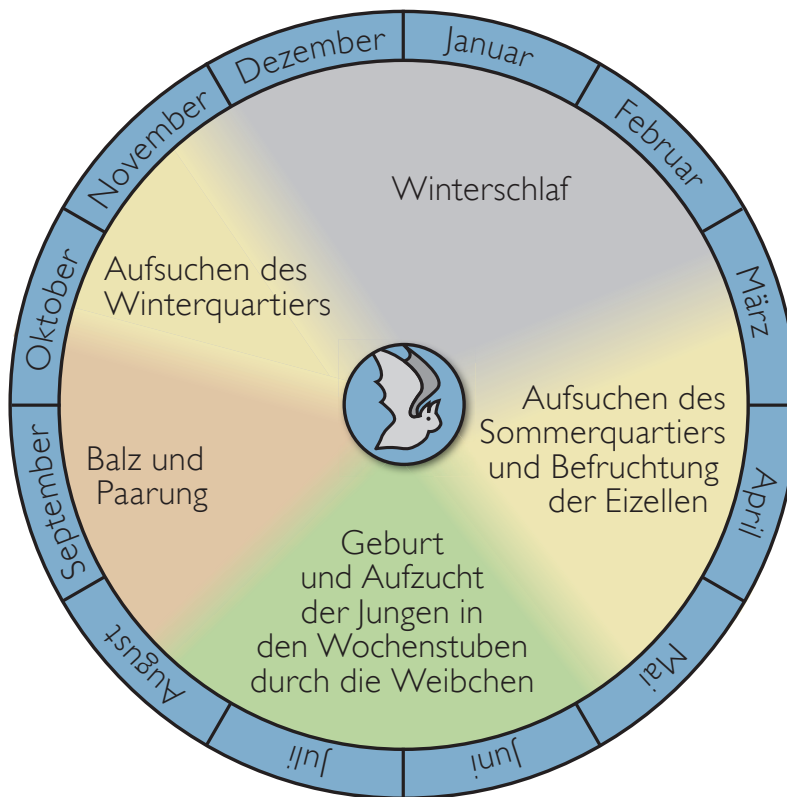 Januar
Februar
März
April
Mai
Juni
Juli
August
September
Oktober
November
Dezember
Winterschlaf
Aufsuchen des
Sommerquartiers
und Befruchtung
der Eizellen
Geburt
und Aufzucht
der Jungen in
den Wochenstuben
durch die Weibchen
Balz und
Paarung
Aufsuchen des
Winterquartiers